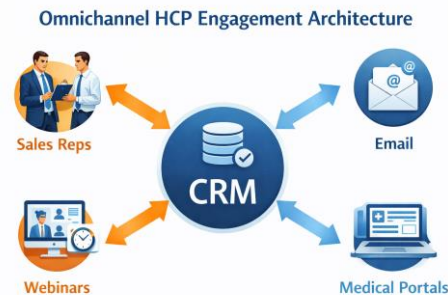 Omnichannel HCP Engagement Architecture
Sales Reps
@
@
Email
CRM
Webinars
Medical Portals